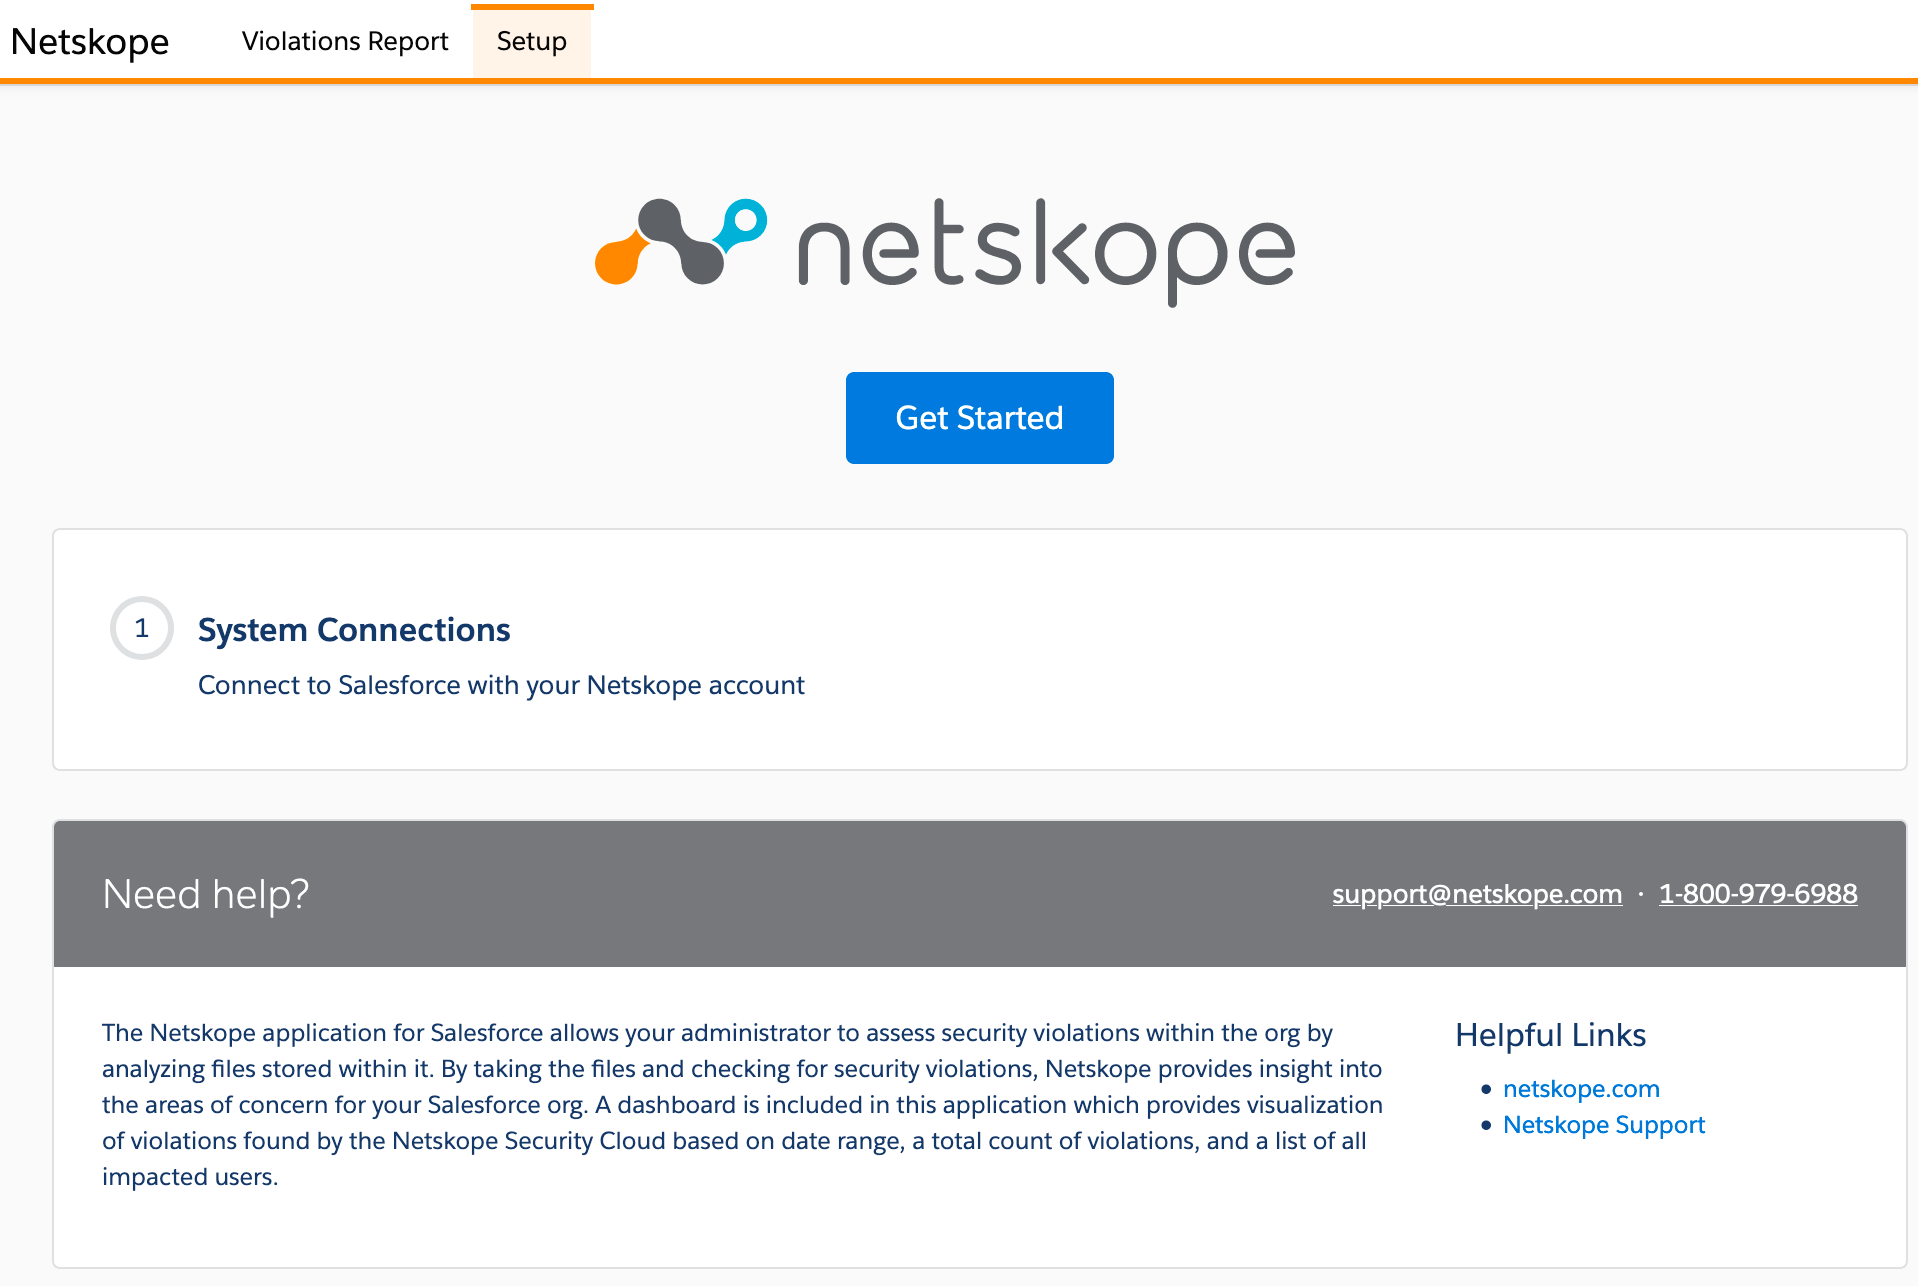 Netskope Violations Report Setup
netskope
Get Started
1 System Connections
Connect to Salesforce with your Netskope account
Need help? support@netskope.com · 1-800-979-6988
The Netskope application for Salesforce allows your administrator to assess security violations within the org by
analyzing files stored within it. By taking the files and checking for security violations, Netskope provides insight into
the areas of concern for your Salesforce org. A dashboard is included in this application which provides visualization
of violations found by the Netskope Security Cloud based on date range, a total count of violations, and a list of all
impacted users.
Helpful Links
• netskope.com
• Netskope Support